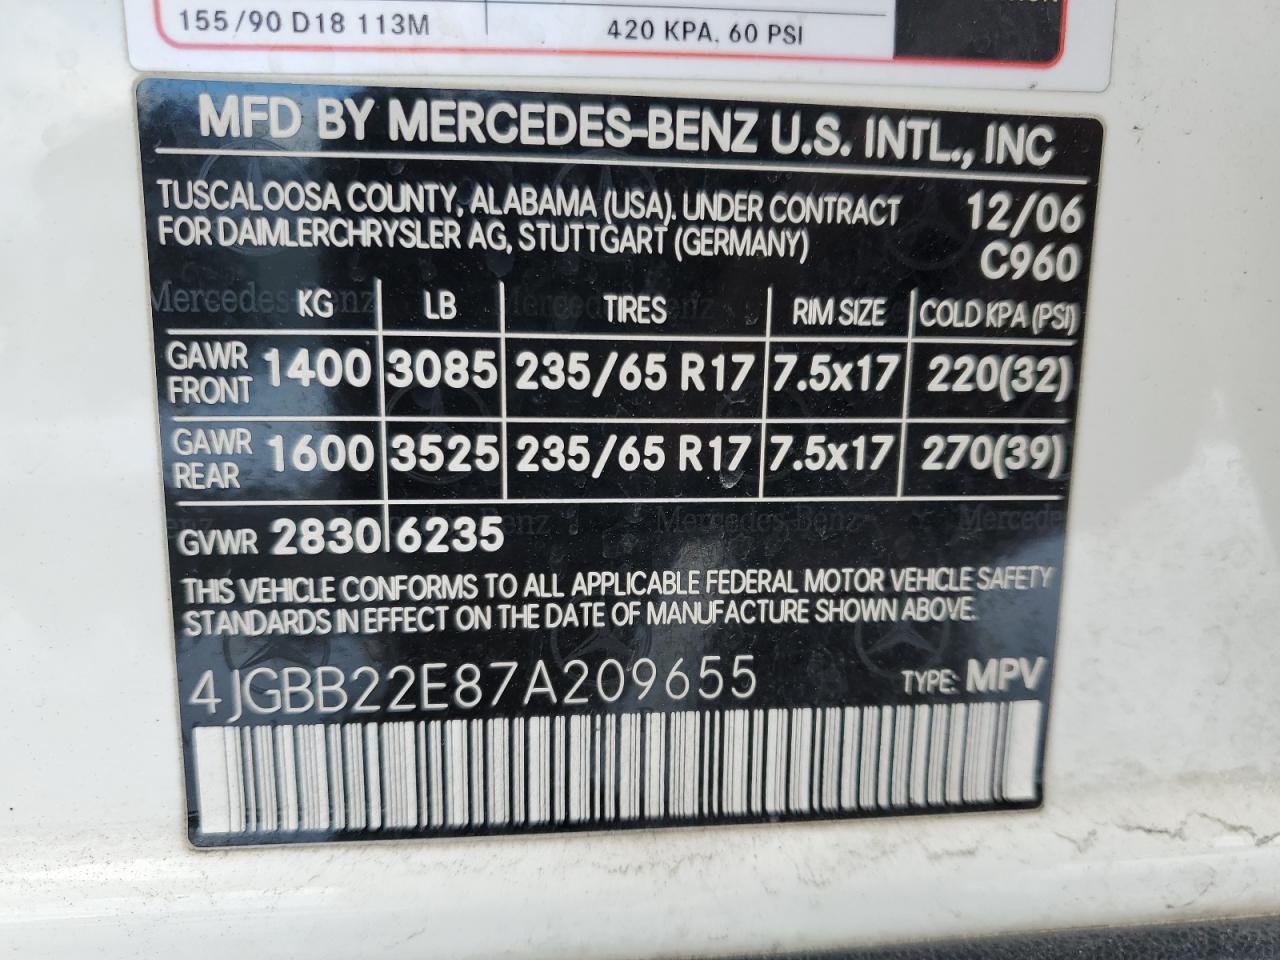 155/90 D18 113M 420 KPA. 60 PSI
MFD BY MERCEDES-BENZ U.S. INTL., INC
TUSCALOOSA COUNTY, ALABAMA (USA). UNDER CONTRACT 12/06
FOR DAIMLERCHRYSLER AG, STUTTGART (GERMANY) C960
KG LB TIRES RIM SIZE COLD KPA (PSI)
GAWR FRONT 1400 3085 235/65 R17 7.5x17 220(32)
GAWR REAR 1600 3525 235/65 R17 7.5x17 270(39)
GVWR 2830 6235
THIS VEHICLE CONFORMS TO ALL APPLICABLE FEDERAL MOTOR VEHICLE SAFETY
STANDARDS IN EFFECT ON THE DATE OF MANUFACTURE SHOWN ABOVE.
4JGBB22E87A209655 TYPE: MPV